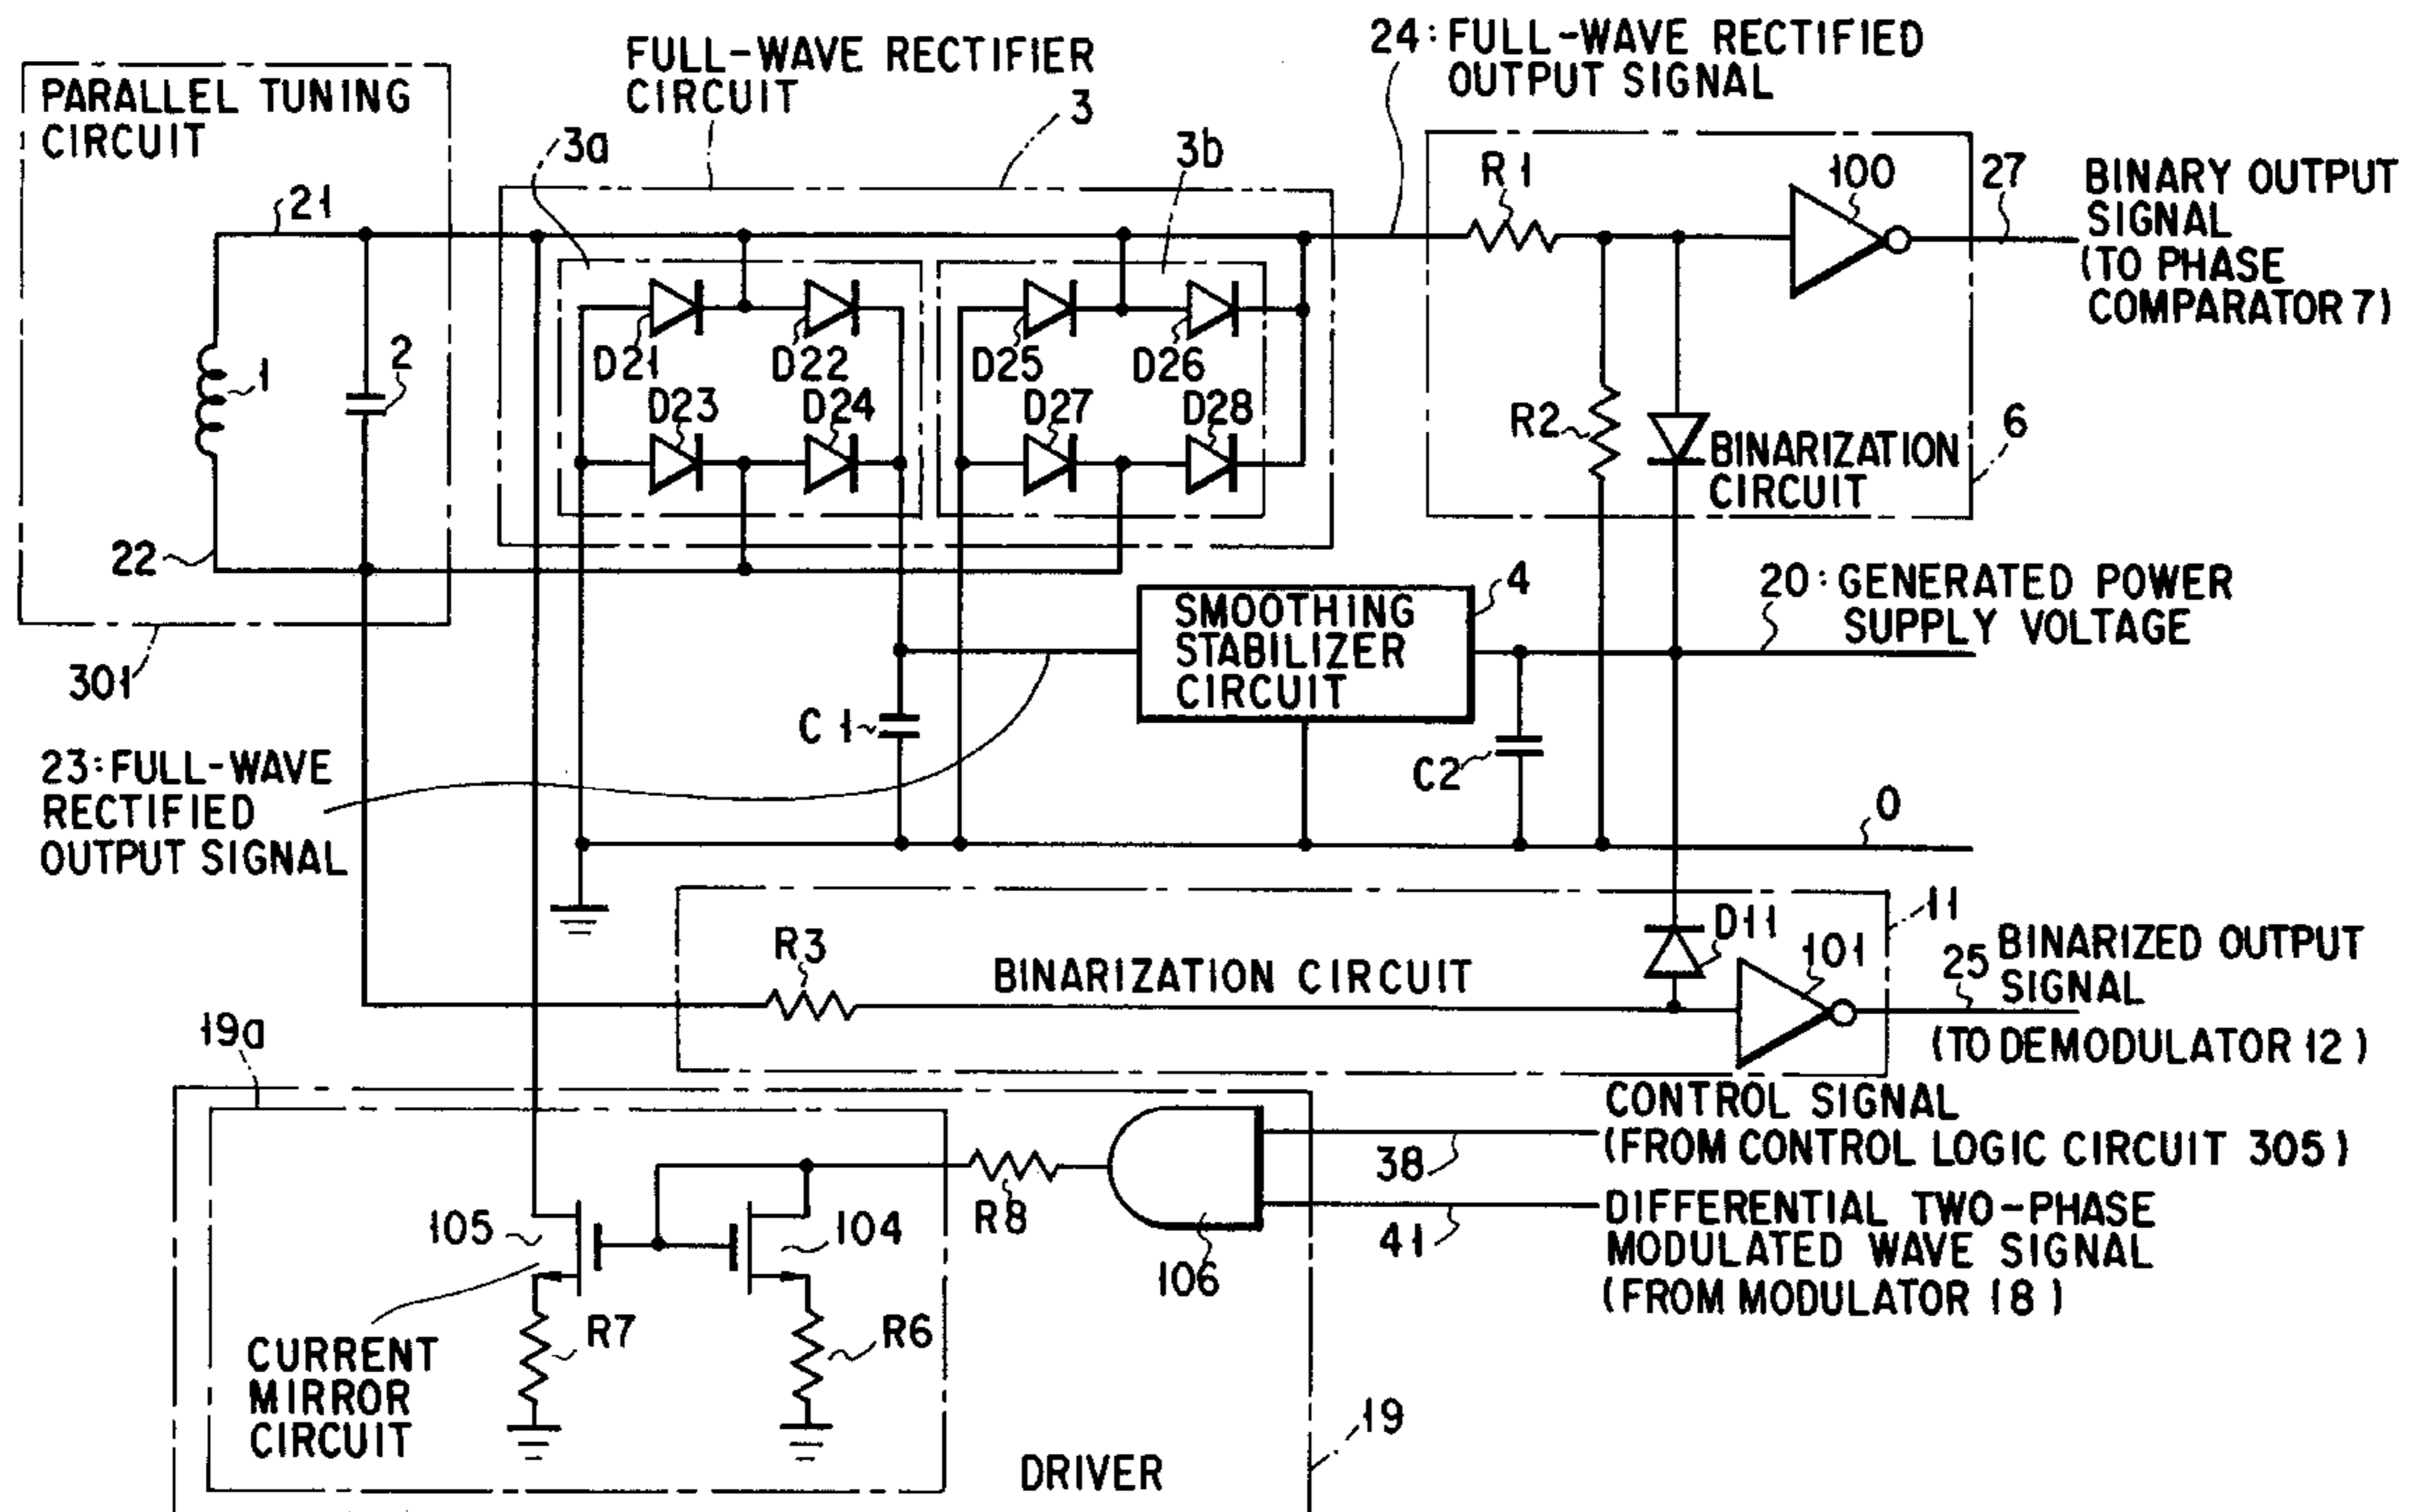 24: FULL-WAVE RECTIFIED
OUTPUT SIGNAL
FULL-WAVE RECTIFIER
CIRCUIT
3
PARALLEL TUNING
CIRCUIT
3a
3b
21
R1
100
27
BINARY OUTPUT
SIGNAL
(TO PHASE
COMPARATOR 7)
1
2
D21
D22
D25
D26
D23
D24
D27
D28
R2
BINARIZATION
CIRCUIT
6
22
301
SMOOTHING
STABILIZER
CIRCUIT
4
20: GENERATED POWER
SUPPLY VOLTAGE
C1
C2
23: FULL-WAVE
RECTIFIED
OUTPUT SIGNAL
0
R3
BINARIZATION CIRCUIT
D11
101
11
25
BINARIZED OUTPUT
SIGNAL
(TO DEMODULATOR 12)
19a
CONTROL SIGNAL
(FROM CONTROL LOGIC CIRCUIT 305)
38
R8
106
41
DIFFERENTIAL TWO-PHASE
MODULATED WAVE SIGNAL
(FROM MODULATOR 18)
105
104
R7
R6
CURRENT
MIRROR
CIRCUIT
DRIVER
19